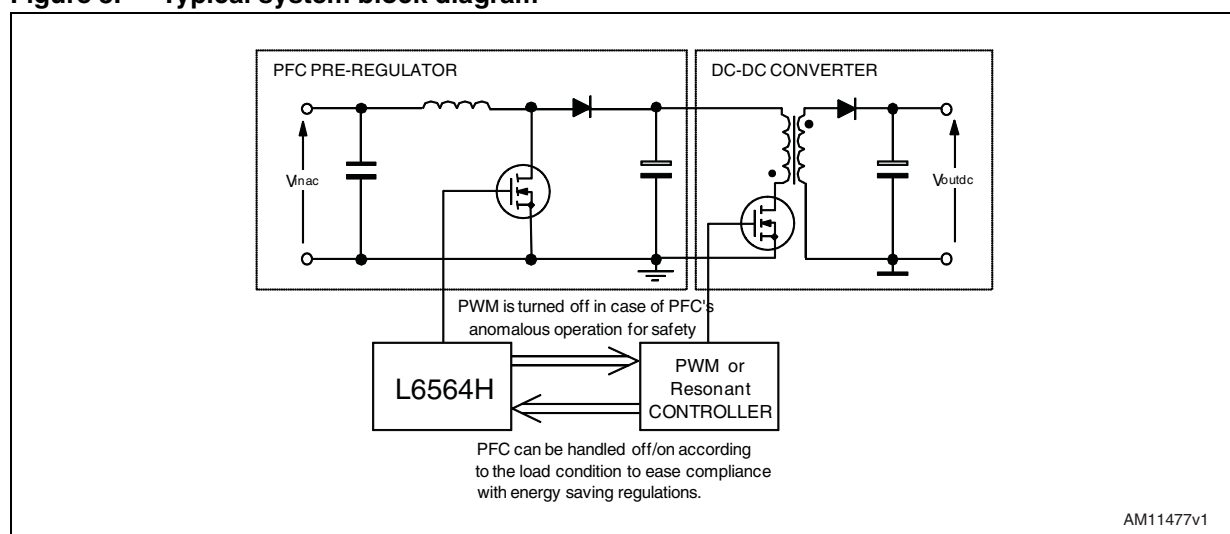 PFC PRE-REGULATOR
DC-DC CONVERTER
Vinac
Voutdc
PWM is turned off in case of PFC's
anomalous operation for safety
L6564H
PWM or
Resonant
CONTROLLER
PFC can be handled off/on according
to the load condition to ease compliance
with energy saving regulations.
AM11477v1